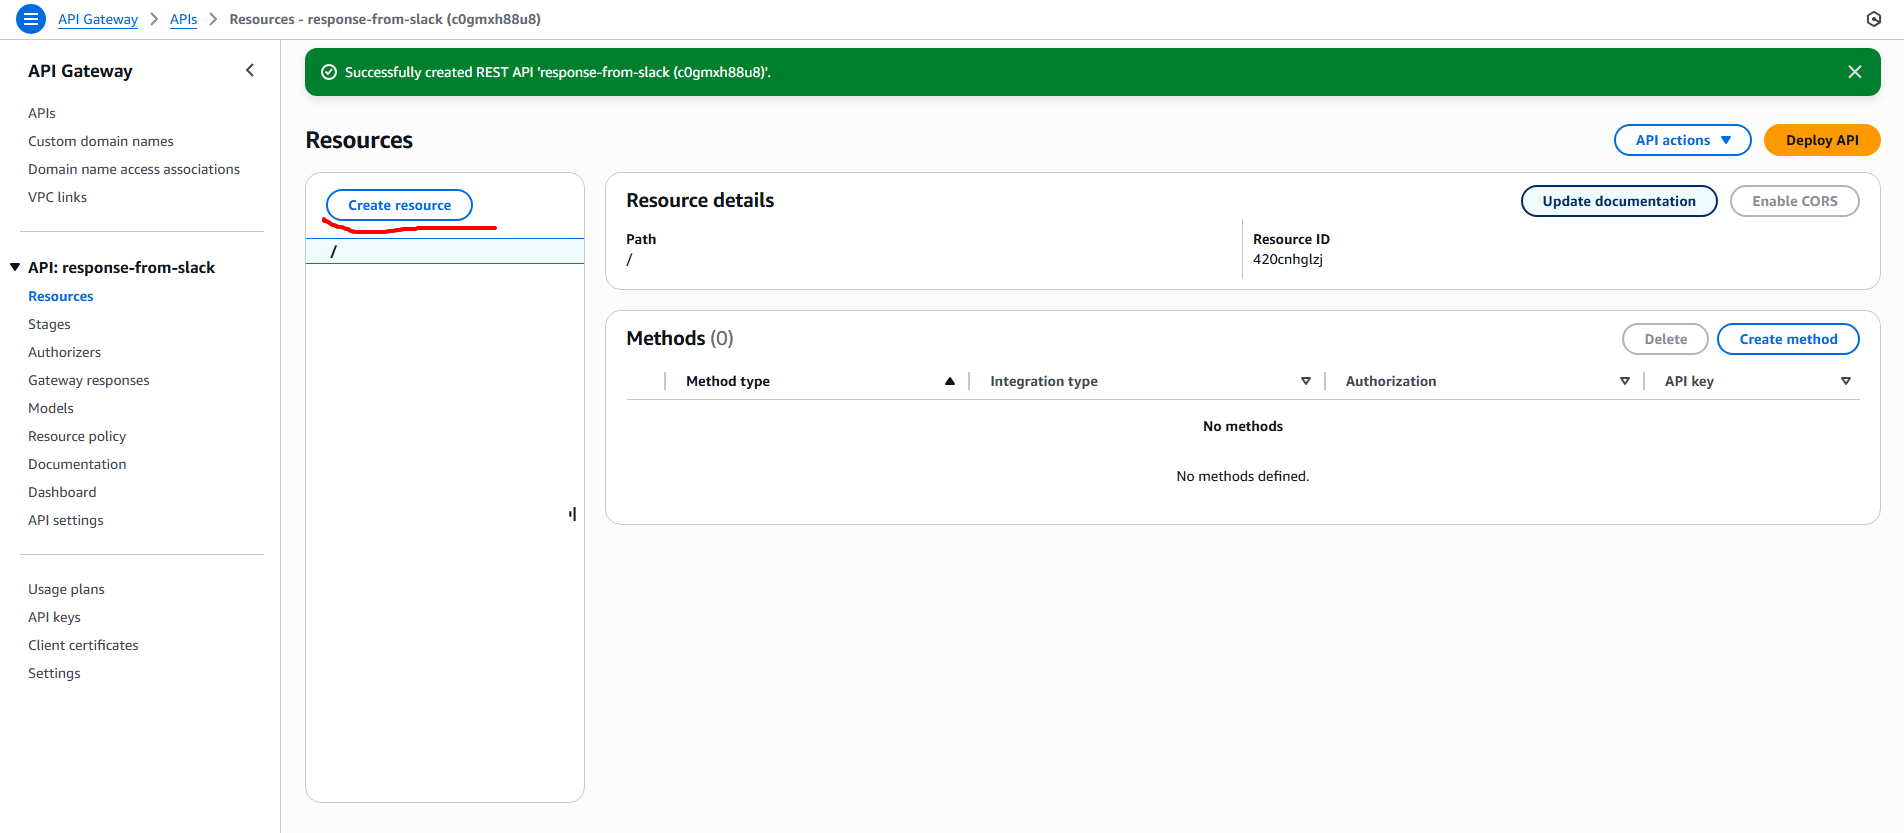 API Gateway > APIs > Resources - response-from-slack (c0gmxh88u8)
API Gateway
APIs
Custom domain names
Domain name access associations
VPC links
API: response-from-slack
Resources
Stages
Authorizers
Gateway responses
Models
Resource policy
Documentation
Dashboard
API settings
Usage plans
API keys
Client certificates
Settings
Successfully created REST API 'response-from-slack (c0gmxh88u8)'.
Resources
API actions
Deploy API
Create resource
/
Resource details
Update documentation
Enable CORS
Path
/
Resource ID
420cnhglzj
Methods (0)
Delete
Create method
Method type
Integration type
Authorization
API key
No methods
No methods defined.